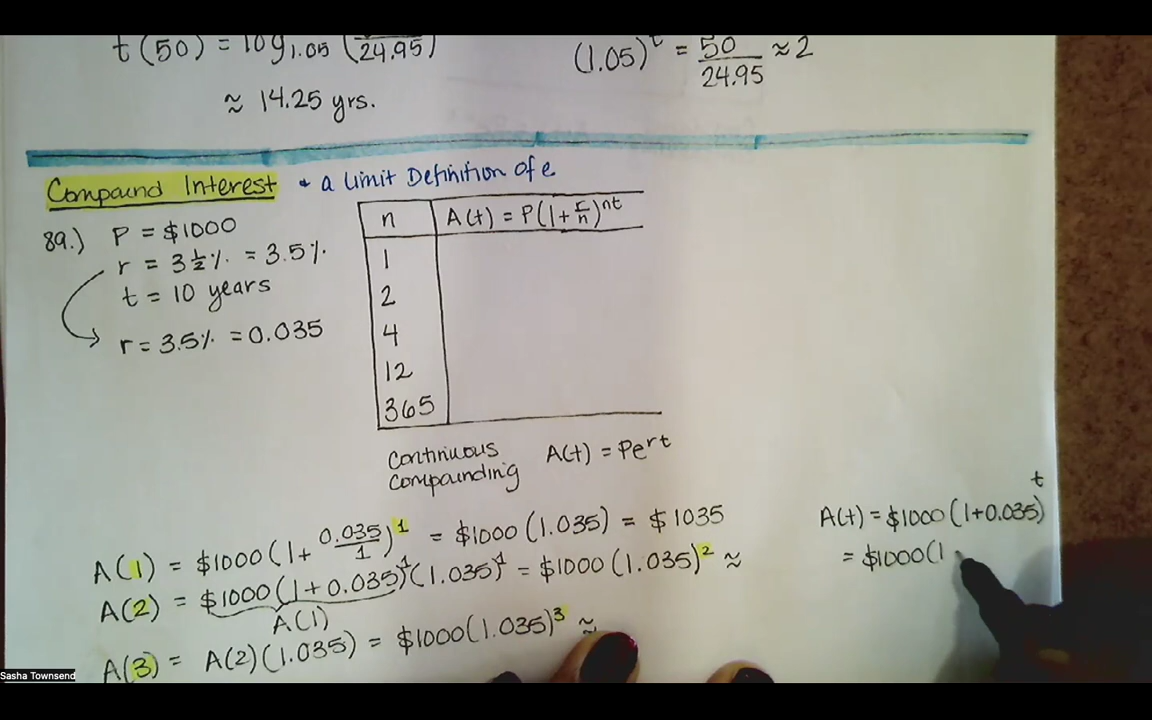 t(50) = log1.05 (   /24.95)
≈ 14.25 yrs.
(1.05)^t = 50/24.95 ≈ 2
Compound Interest & a Limit Definition of e
89.) P = $1000
r = 3 1/2 % = 3.5%
t = 10 years
r = 3.5% = 0.035
n A(t) = P(1 + r/n)^nt
1
2
4
12
365
Continuous
Compounding A(t) = Pe^rt
A(1) = $1000(1 + 0.035/1)^1 = $1000(1.035) = $1035
A(2) = $1000(1 + 0.035)^1(1.035)^1 = $1000(1.035)^2 ≈
A(1)
A(3) = A(2)(1.035) = $1000(1.035)^3 ≈
A(t) = $1000(1+0.035)^t
= $1000(1
Sasha Townsend